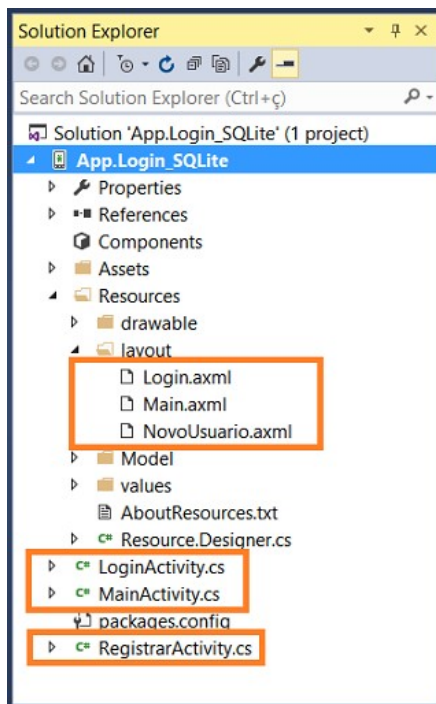 Solution Explorer
Search Solution Explorer (Ctrl+ç)
Solution 'App.Login_SQLite' (1 project)
App.Login_SQLite
Properties
References
Components
Assets
Resources
drawable
layout
Login.axml
Main.axml
NovoUsuario.axml
Model
values
AboutResources.txt
C# Resource.Designer.cs
C# LoginActivity.cs
C# MainActivity.cs
packages.config
C# RegistrarActivity.cs